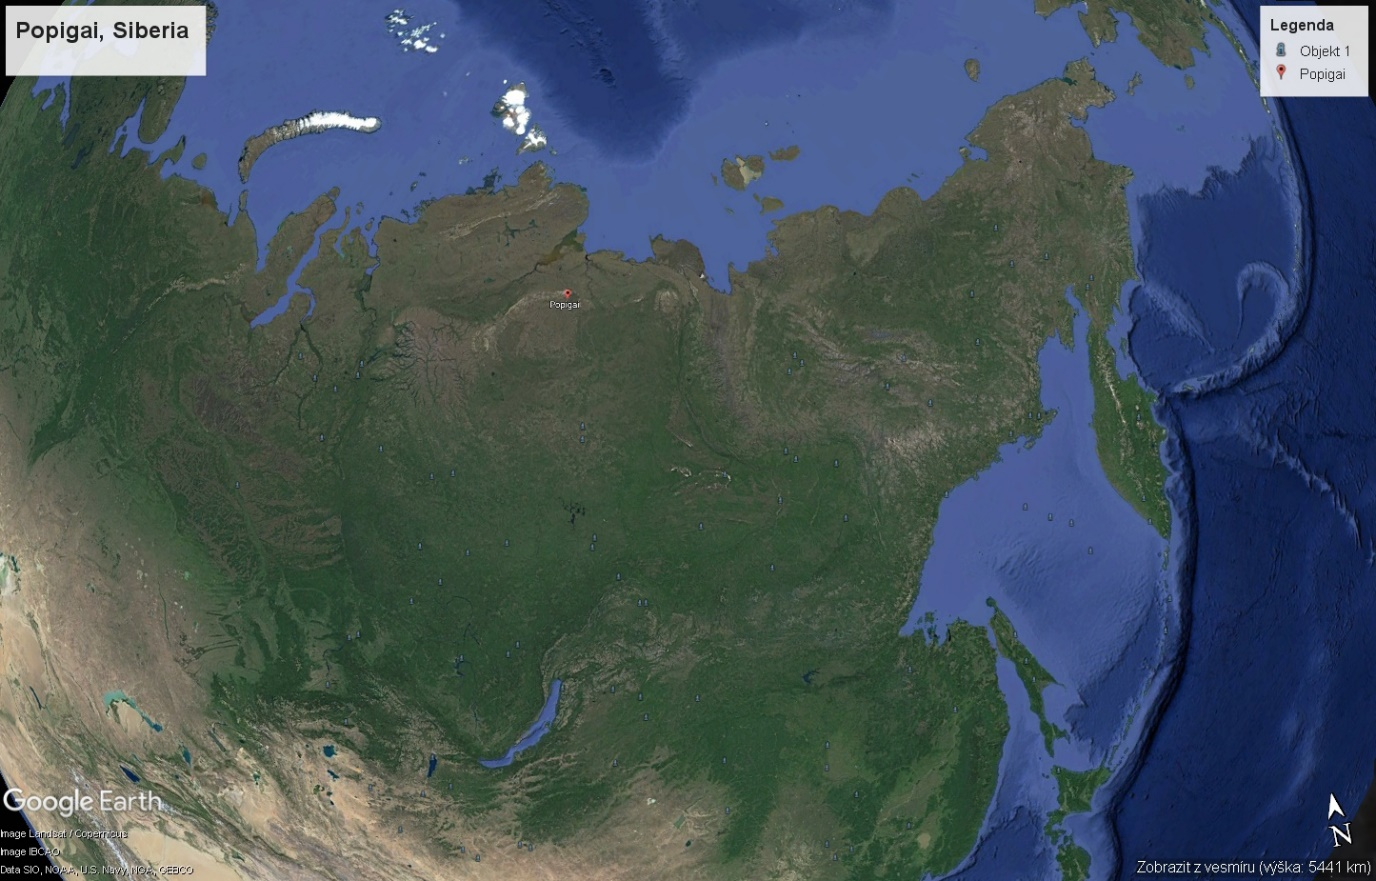 Popigai, Siberia
Legenda
Objekt 1
Popigai
Popigai
Google Earth
Image Landsat / Copernicus
Image IBCAO
Data SIO, NOAA, U.S. Navy, NGA, GEBCO
N
Zobrazit z vesmíru (výška: 5441 km)